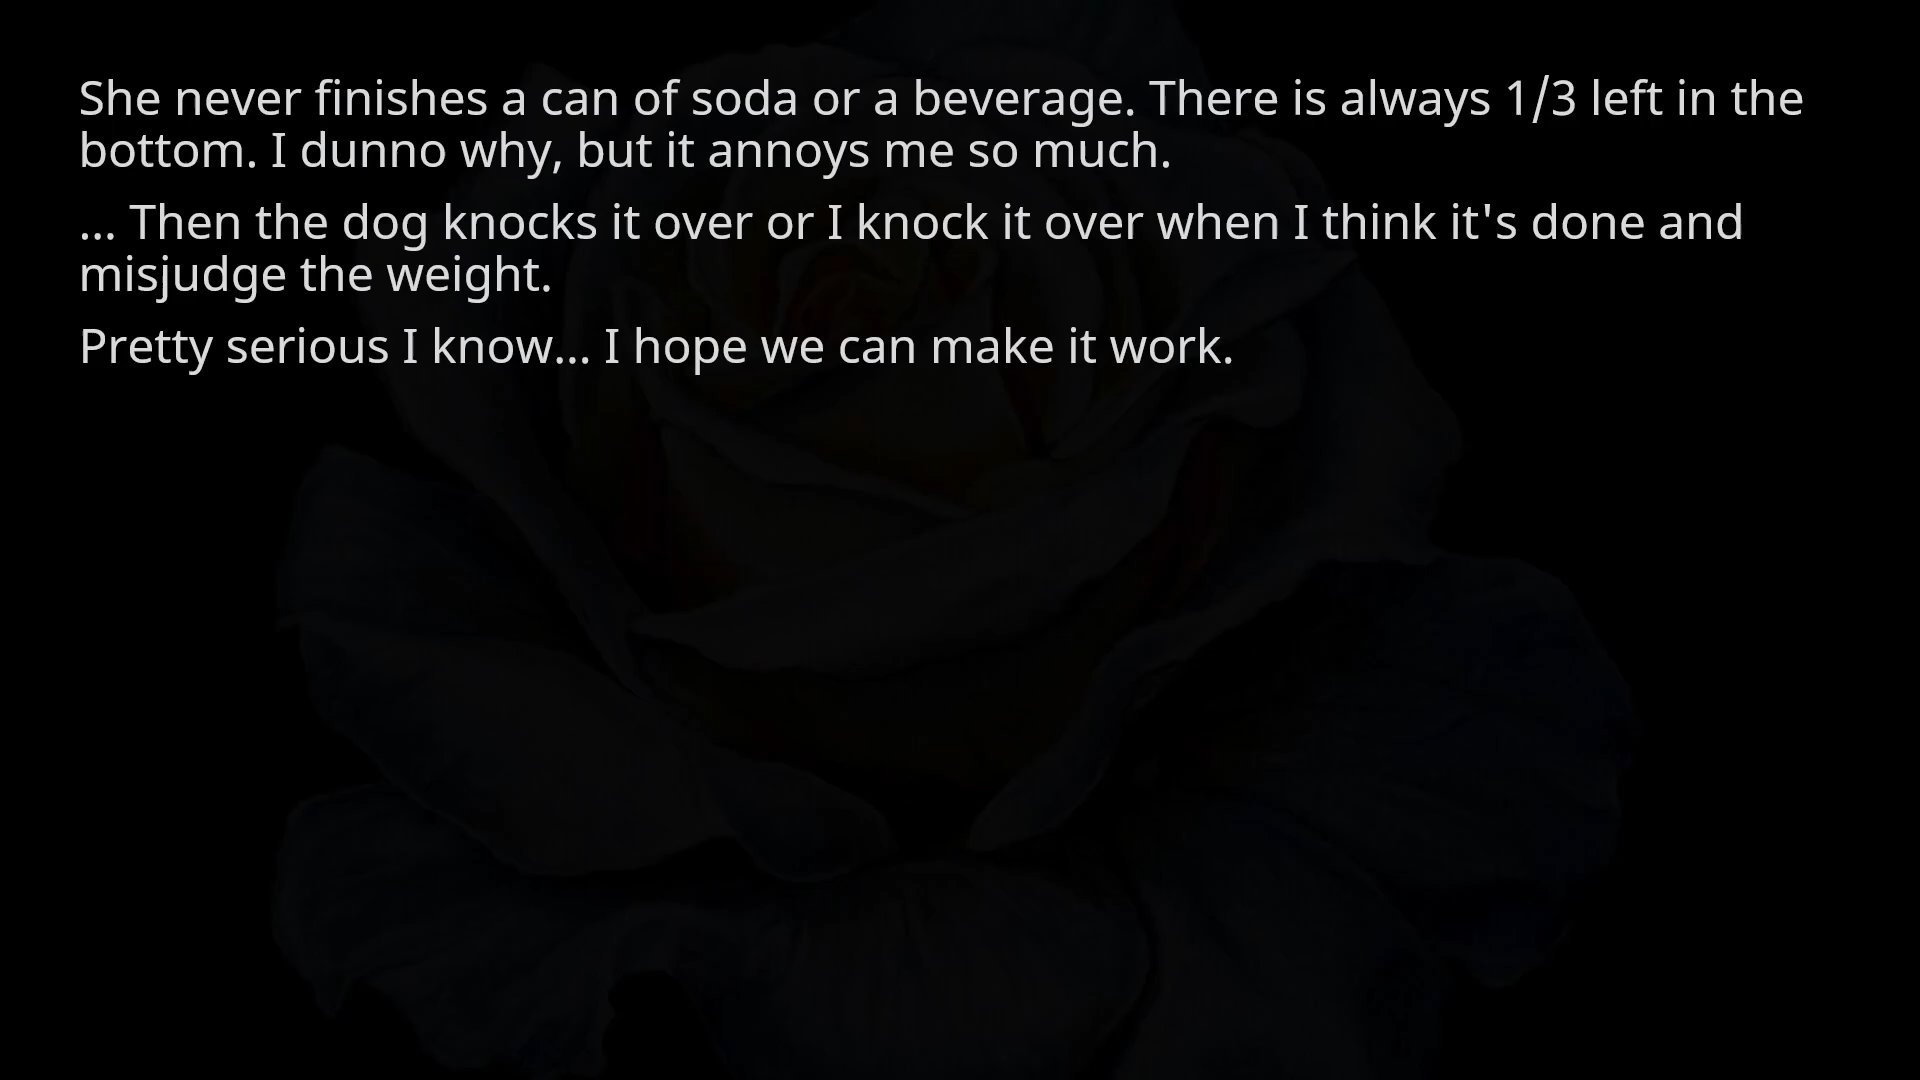 She never finishes a can of soda or a beverage. There is always 1/3 left in the
bottom. I dunno why, but it annoys me so much.
... Then the dog knocks it over or I knock it over when I think it's done and
misjudge the weight.
Pretty serious I know... I hope we can make it work.